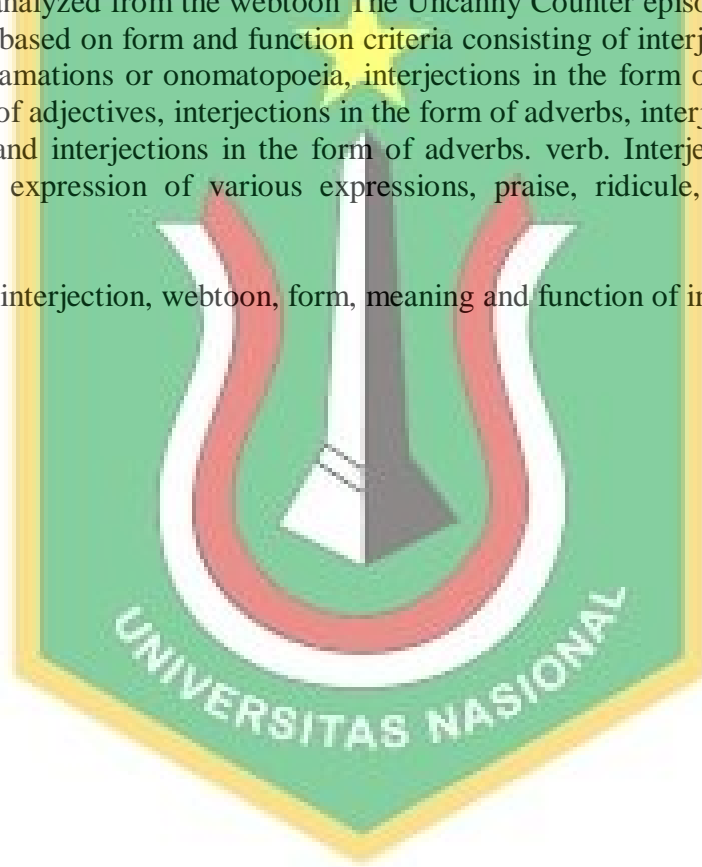 analyzed from the webtoon The Uncanny Counter episo
based on form and function criteria consisting of interj
amations or onomatopoeia, interjections in the form o
of adjectives, interjections in the form of adverbs, interj
and interjections in the form of adverbs. verb. Interje
expression of various expressions, praise, ridicule,
interjection, webtoon, form, meaning and function of in
UNIVERSITAS NASIONAL